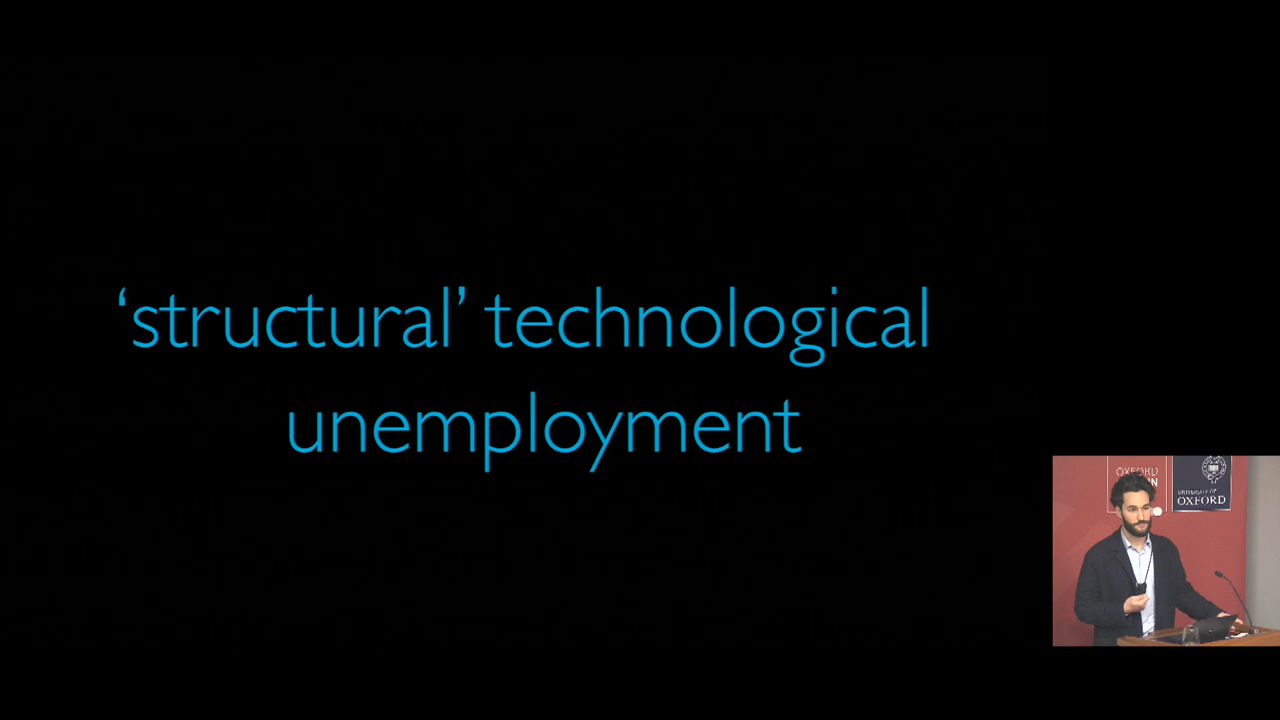 ‘structural’ technological
unemployment
OXFORD
UNIVERSITY OF
OXFORD